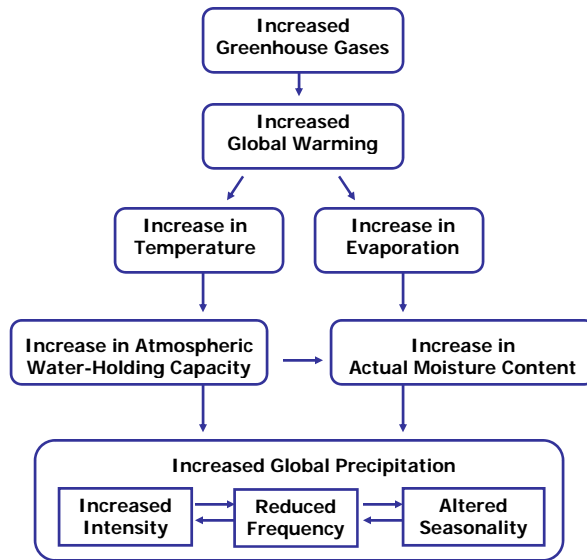 Increased
Greenhouse Gases
Increased
Global Warming
Increase in
Temperature
Increase in
Evaporation
Increase in Atmospheric
Water-Holding Capacity
Increase in
Actual Moisture Content
Increased Global Precipitation
Increased
Intensity
Reduced
Frequency
Altered
Seasonality